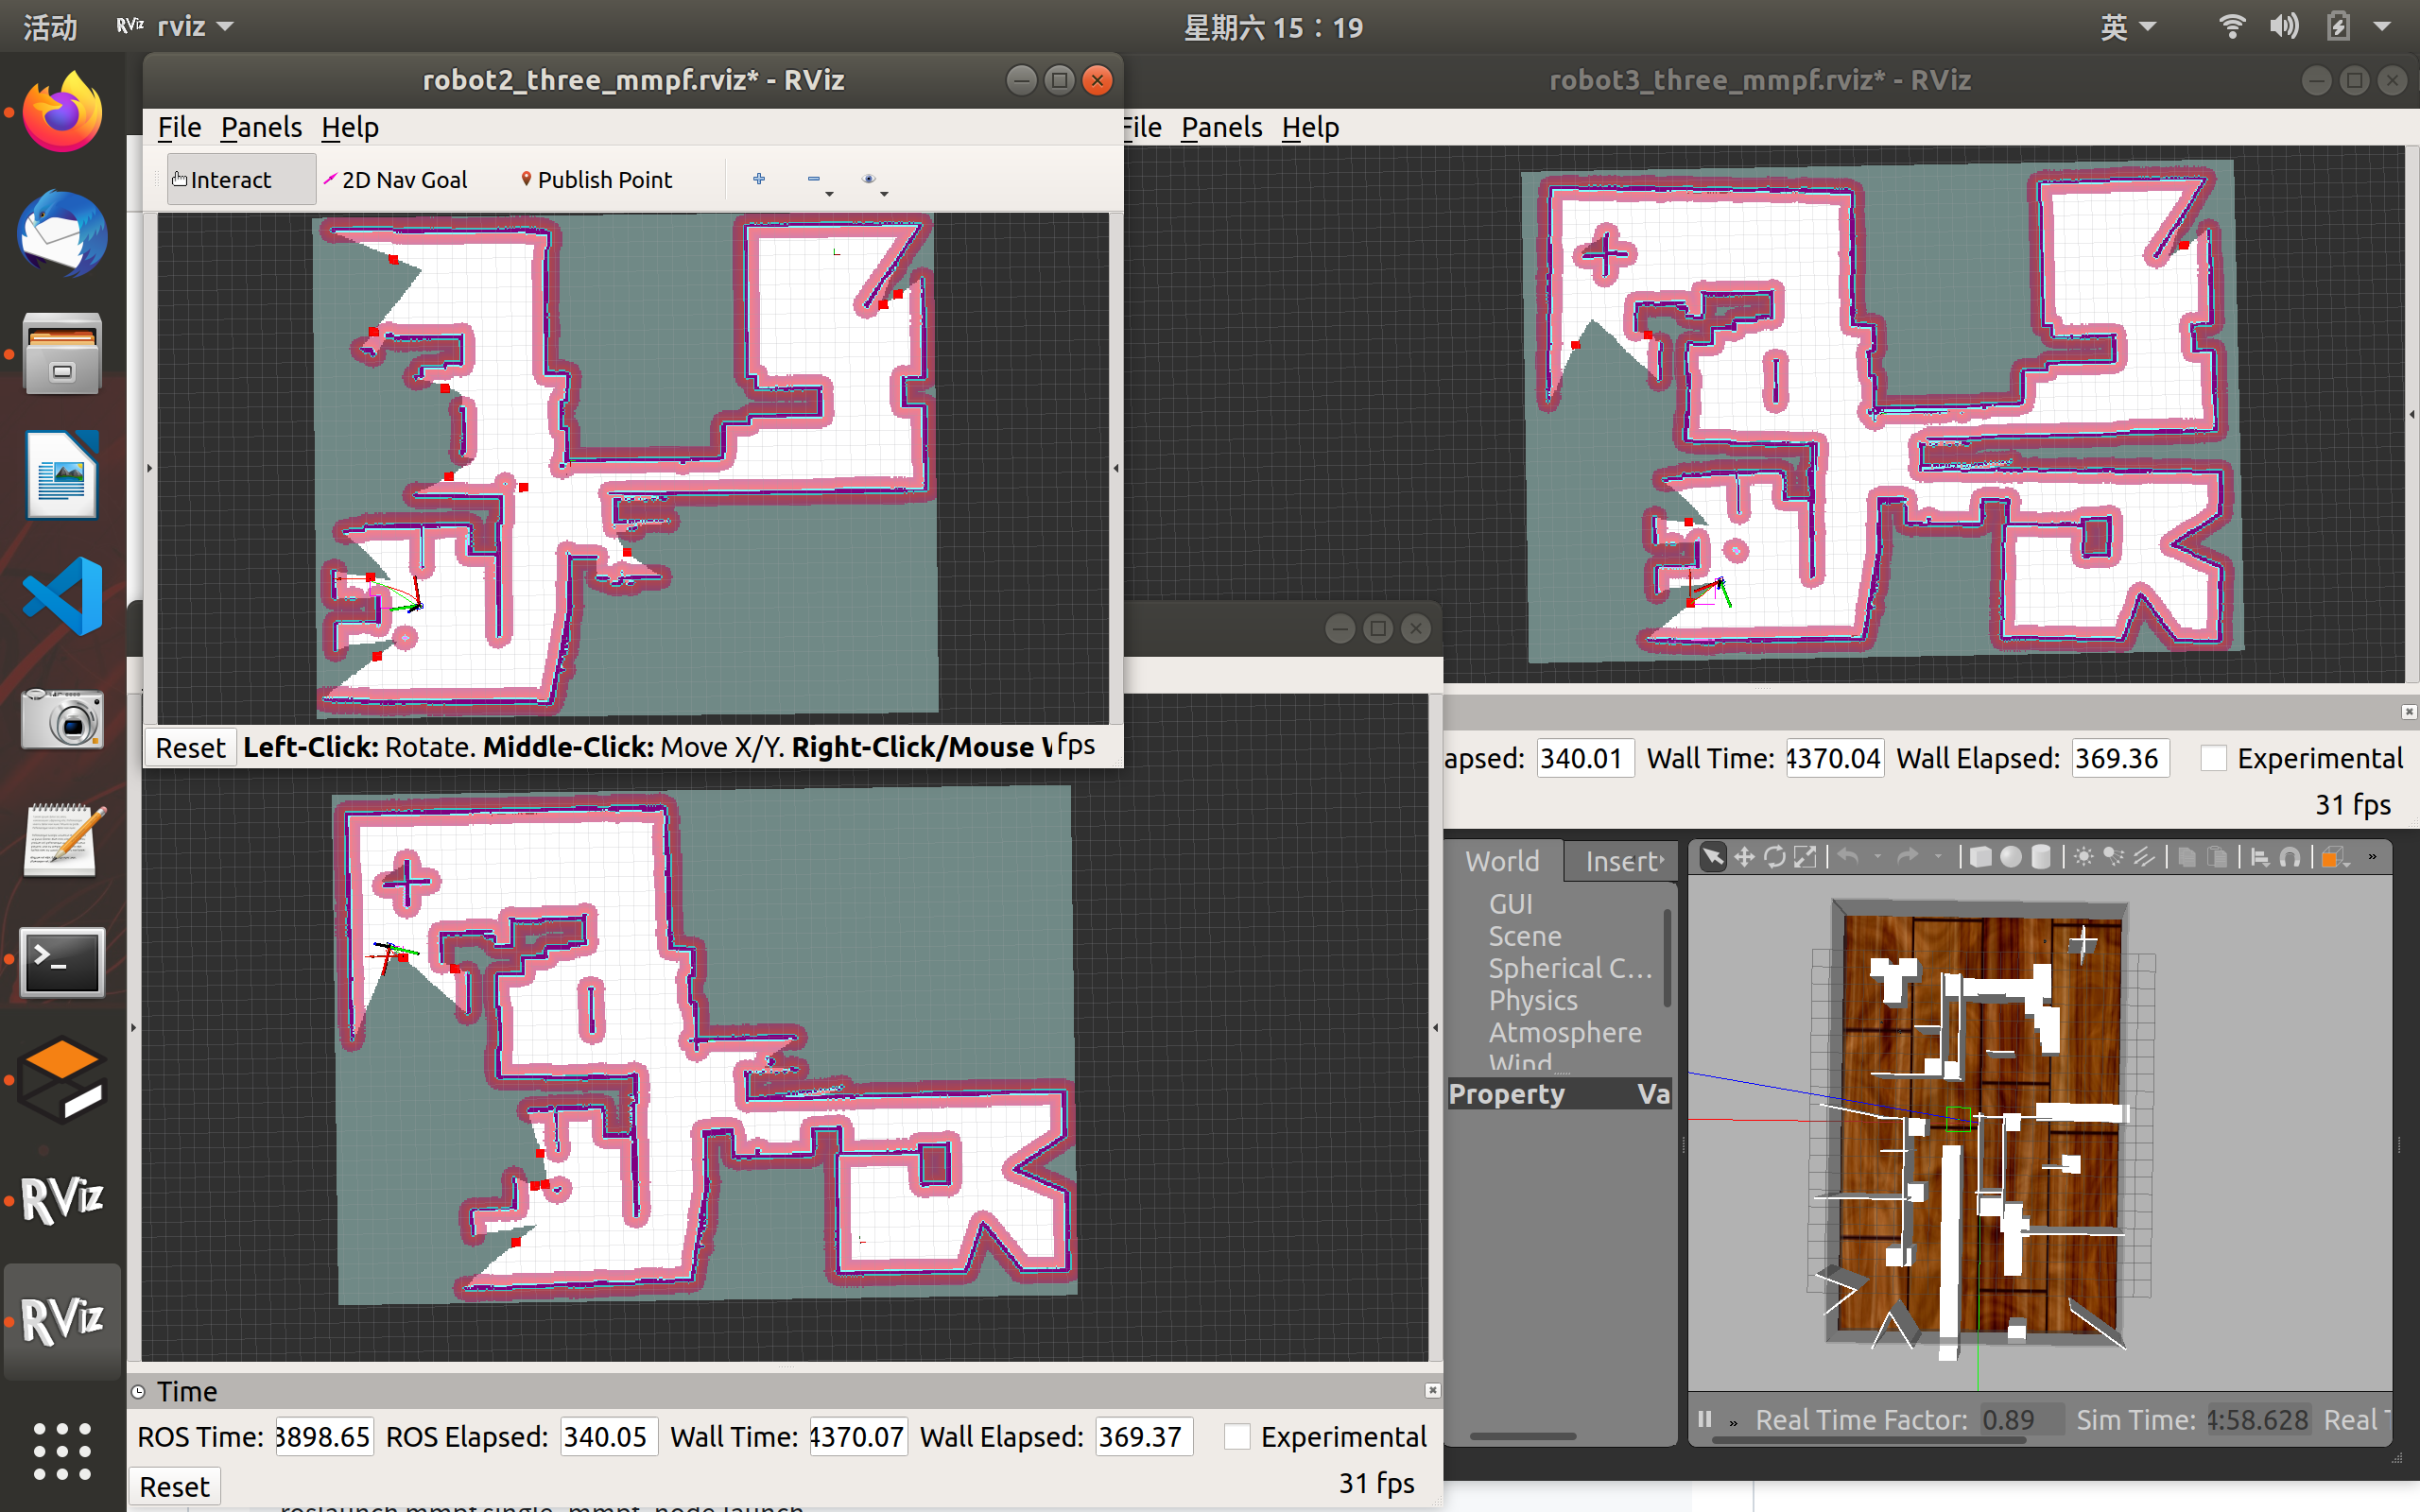 活动 rviz 星期六 15：19 英
robot2_three_mmpf.rviz* - RViz
File Panels Help
Interact 2D Nav Goal Publish Point
Reset Left-Click: Rotate. Middle-Click: Move X/Y. Right-Click/Mouse fps
robot3_three_mmpf.rviz* - RViz
File Panels Help
apsed: 340.01 Wall Time: 4370.04 Wall Elapsed: 369.36 Experimental
31 fps
World Insert
GUI
Scene
Spherical C...
Physics
Atmosphere
Wind
Property Va
Real Time Factor: 0.89 Sim Time: 4:58.628 Real
RViz
RViz
Time
ROS Time: 3898.65 ROS Elapsed: 340.05 Wall Time: 4370.07 Wall Elapsed: 369.37 Experimental
Reset 31 fps